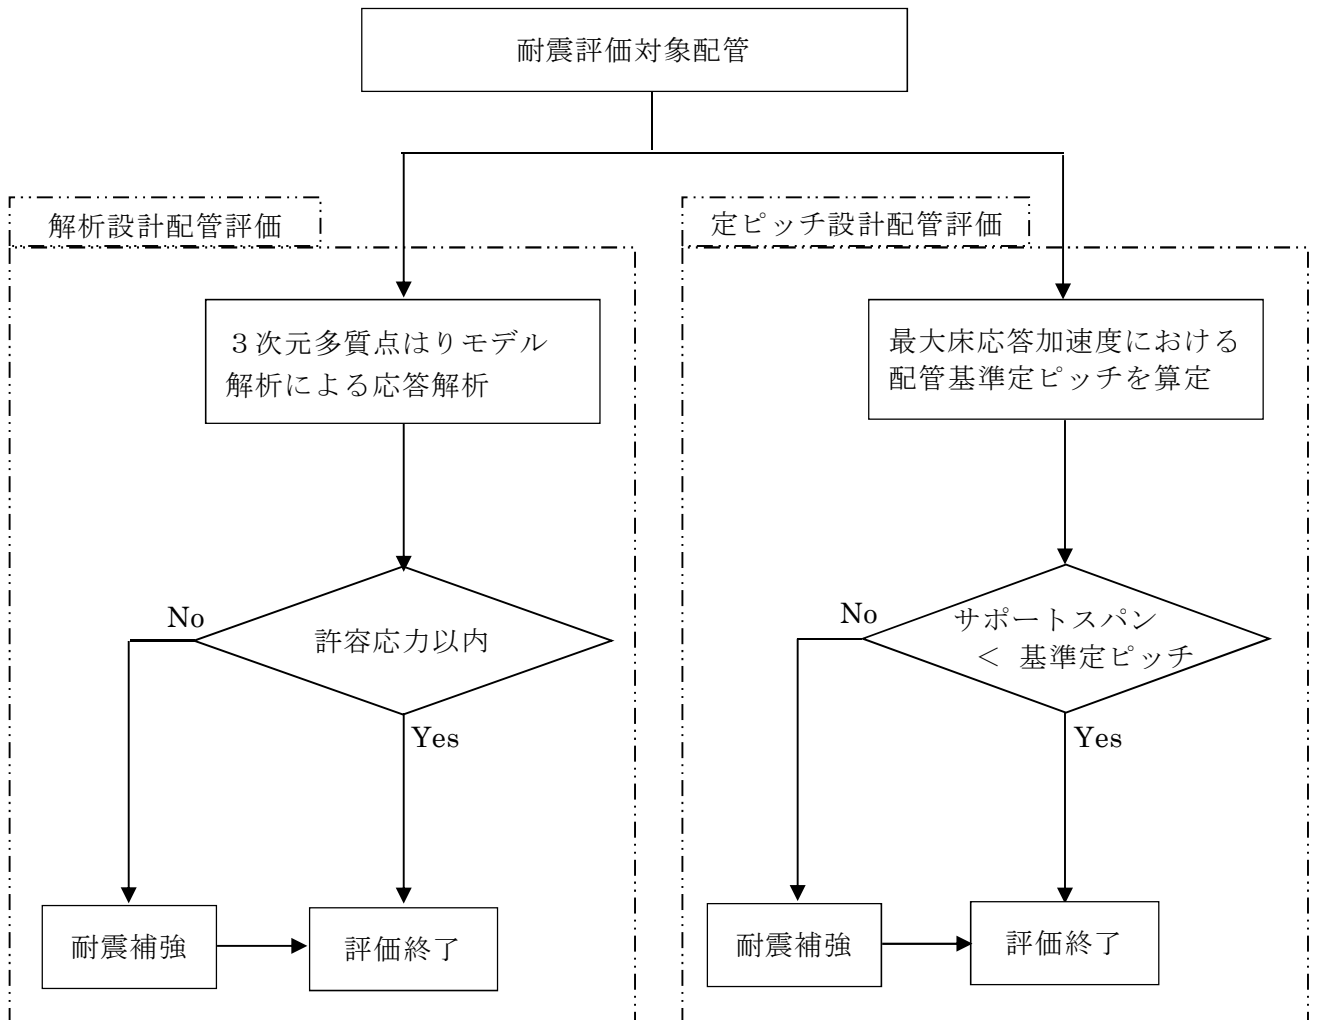 耐震評価対象配管
解析設計配管評価
３次元多質点はりモデル
解析による応答解析
許容応力以内
No
Yes
耐震補強
評価終了
定ピッチ設計配管評価
最大床応答加速度における
配管基準定ピッチを算定
サポートスパン
＜ 基準定ピッチ
No
Yes
耐震補強
評価終了